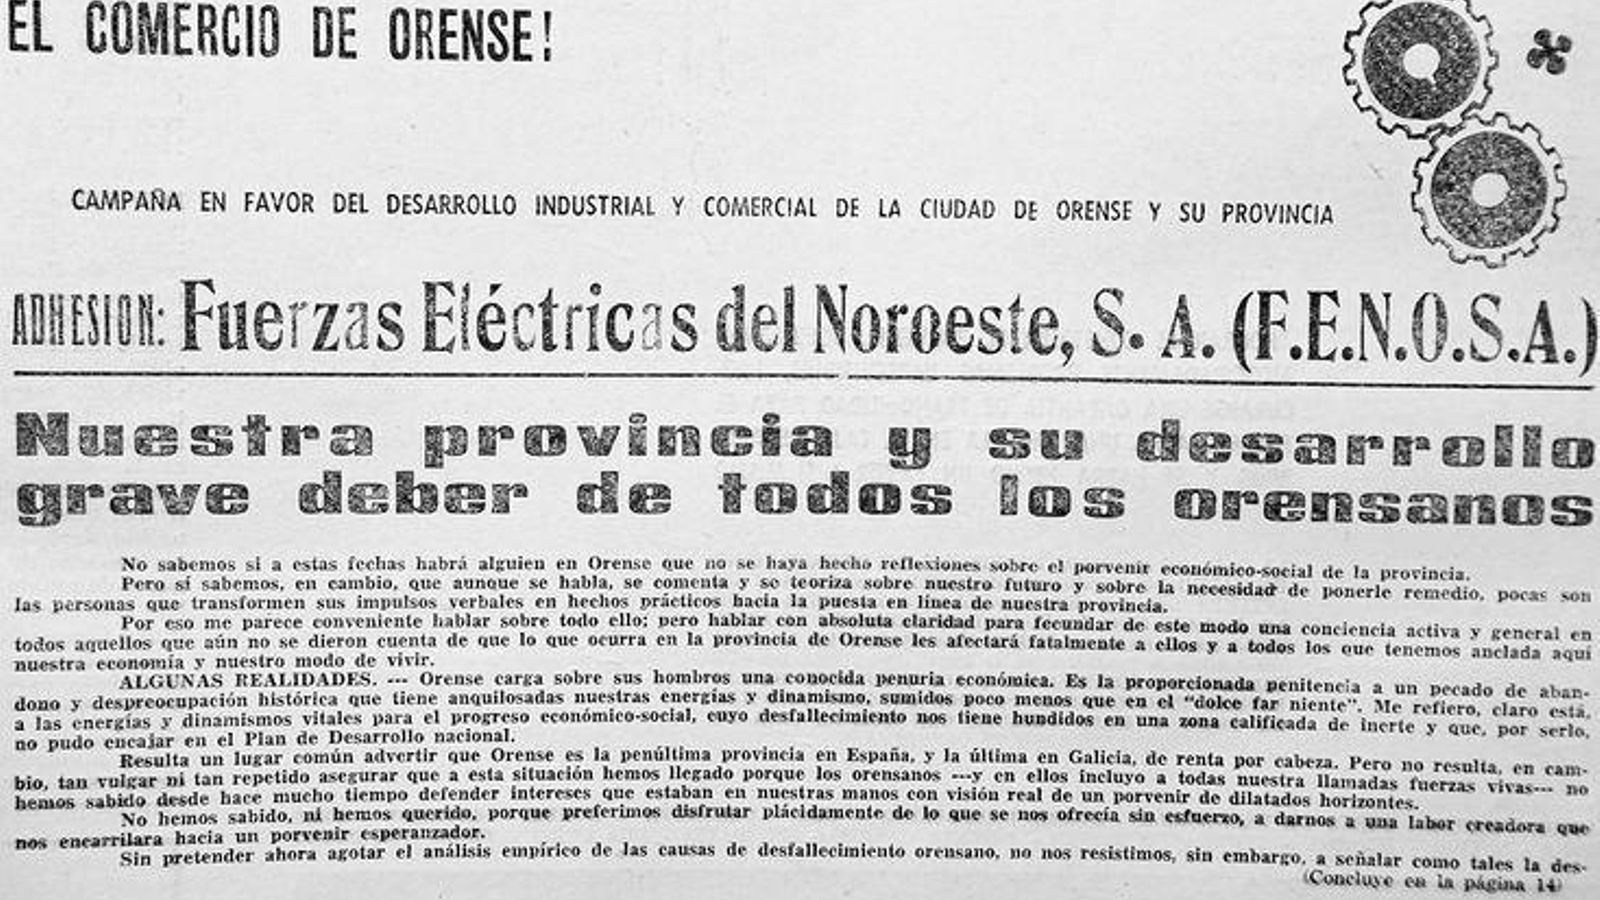 EL COMERCIO DE ORENSE!
CAMPAÑA EN FAVOR DEL DESARROLLO INDUSTRIAL Y COMERCIAL DE LA CIUDAD DE ORENSE Y SU PROVINCIA
ADHESION: Fuerzas Eléctricas del Noroeste, S. A. (F.E.N.O.S.A.)
Nuestra provincia y su desarrollo
grave deber de todos los orensanos
No sabemos si a estas fechas habrá alguien en Orense que no se haya hecho reflexiones sobre el porvenir económico-social de la provincia.
Pero sí sabemos, en cambio, que aunque se habla, se comenta y se teoriza sobre nuestro futuro y sobre la necesidad de ponerle remedio, pocas son
las personas que transformen sus impulsos verbales en hechos prácticos hacia la puesta en línea de nuestra provincia.
Por eso me parece conveniente hablar sobre todo ello; pero hablar con absoluta claridad para fecundar de este modo una conciencia activa y general en
todos aquellos que aún no se dieron cuenta de que lo que ocurra en la provincia de Orense les afectará fatalmente a ellos y a todos los que tenemos anclada aquí
nuestra economía y nuestro modo de vivir.
ALGUNAS REALIDADES. --- Orense carga sobre sus hombros una conocida penuria económica. Es la proporcionada penitencia a un pecado de aban-
dono y despreocupación histórica que tiene anquilosadas nuestras energías y dinamismo, sumidos poco menos que en el "dolce far niente". Me refiero, claro está,
a las energías y dinamismos vitales para el progreso económico-social, cuyo desfallecimiento nos tiene hundidos en una zona calificada de inerte y que, por serlo,
no pudo encajar en el Plan de Desarrollo nacional.
Resulta un lugar común advertir que Orense es la penúltima provincia en España, y la última en Galicia, de renta por cabeza. Pero no resulta, en cam-
bio, tan vulgar ni tan repetido asegurar que a esta situación hemos llegado porque los orensanos ---y en ellos incluyo a todas nuestra llamadas fuerzas vivas--- no
hemos sabido desde hace mucho tiempo defender intereses que estaban en nuestras manos con visión real de un porvenir de dilatados horizontes.
No hemos sabido, ni hemos querido, porque preferimos disfrutar plácidamente de lo que se nos ofrecía sin esfuerzo, a darnos a una labor creadora que
nos encarrilara hacia un porvenir esperanzador.
Sin pretender ahora agotar el análisis empírico de las causas de desfallecimiento orensano, no nos resistimos, sin embargo, a señalar como tales la des-
(Concluye en la página 14)